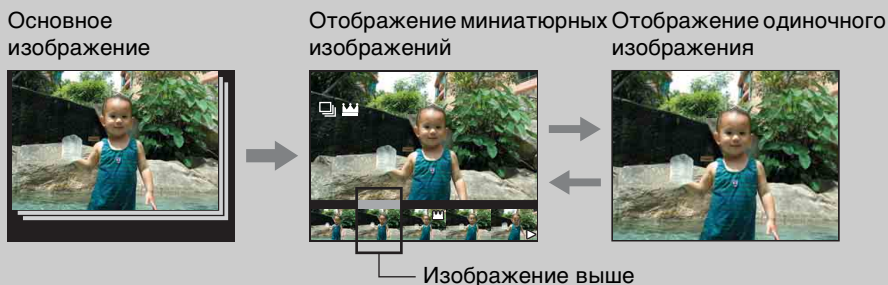 Основное
изображение
Отображение миниатюрных
изображений
Отображение одиночного
изображения
Изображение выше